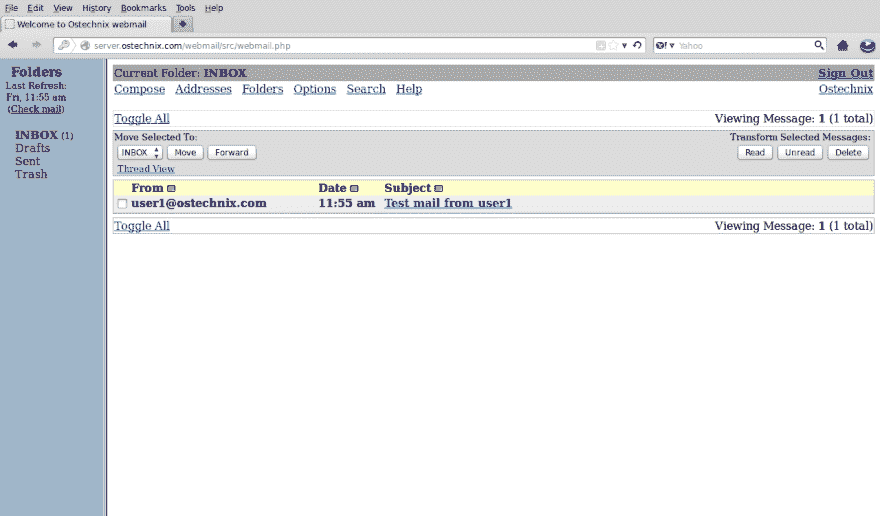 File Edit View History Bookmarks Tools Help
Welcome to Ostechnix webmail
server.ostechnix.com/webmail/src/webmail.php
Yahoo
Folders
Last Refresh:
Fri, 11:55 am
(Check mail)
INBOX (1)
Drafts
Sent
Trash
Current Folder: INBOX Sign Out
Compose Addresses Folders Options Search Help Ostechnix
Toggle All Viewing Message: 1 (1 total)
Move Selected To: Transform Selected Messages:
INBOX Move Forward Read Unread Delete
Thread View
From Date Subject
user1@ostechnix.com 11:55 am Test mail from user1
Toggle All Viewing Message: 1 (1 total)